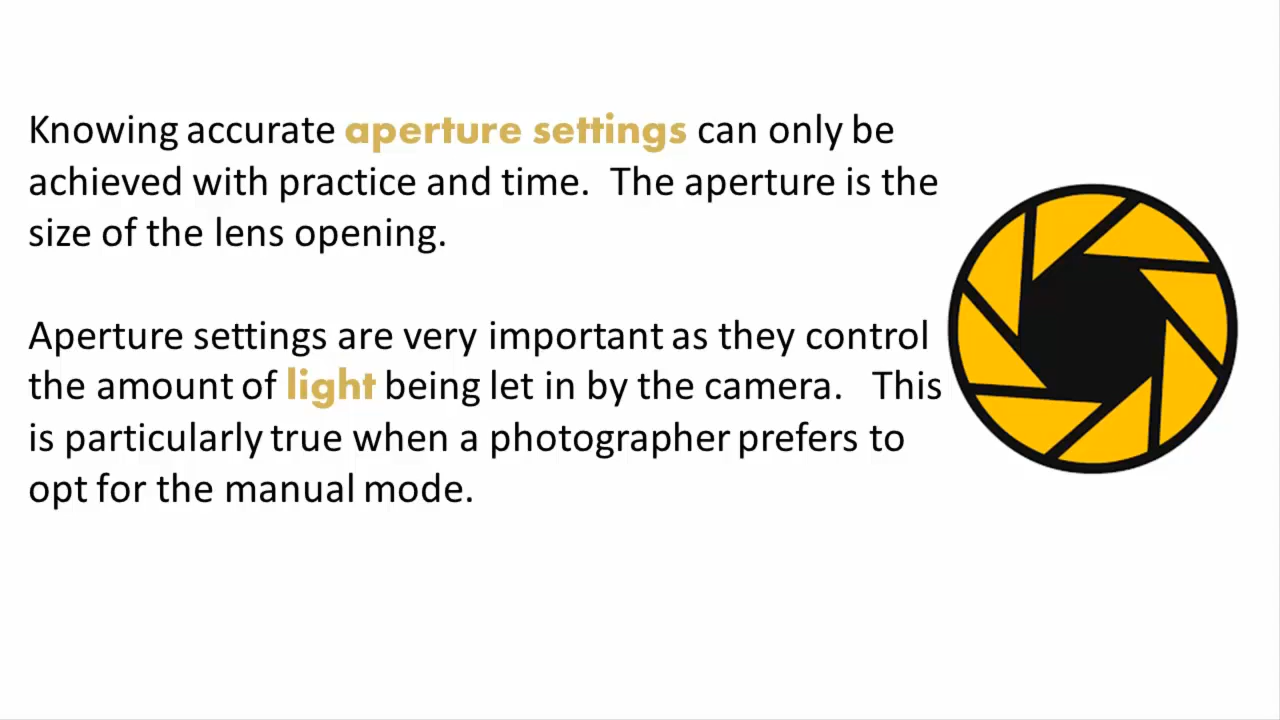 Knowing accurate aperture settings can only be
achieved with practice and time.  The aperture is the
size of the lens opening.
Aperture settings are very important as they control
the amount of light being let in by the camera.   This
is particularly true when a photographer prefers to
opt for the manual mode.